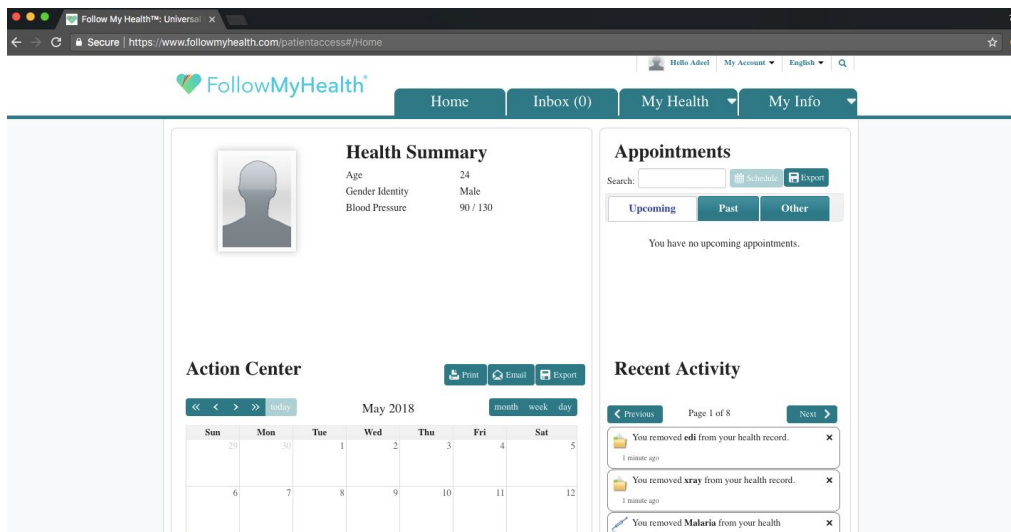 Follow My Health™: Universal
Secure | https://www.followmyhealth.com/patientaccess#/Home
Hello Adeel My Account English
FollowMyHealth®
Home Inbox (0) My Health My Info
Health Summary
Age 24
Gender Identity Male
Blood Pressure 90 / 130
Appointments
Search: Schedule Export
Upcoming Past Other
You have no upcoming appointments.
Action Center
Print Email Export
today May 2018 month week day
Sun Mon Tue Wed Thu Fri Sat
29 30 1 2 3 4 5
6 7 8 9 10 11 12
Recent Activity
Previous Page 1 of 8 Next
You removed edi from your health record.
1 minute ago
You removed xray from your health record.
1 minute ago
You removed Malaria from your health